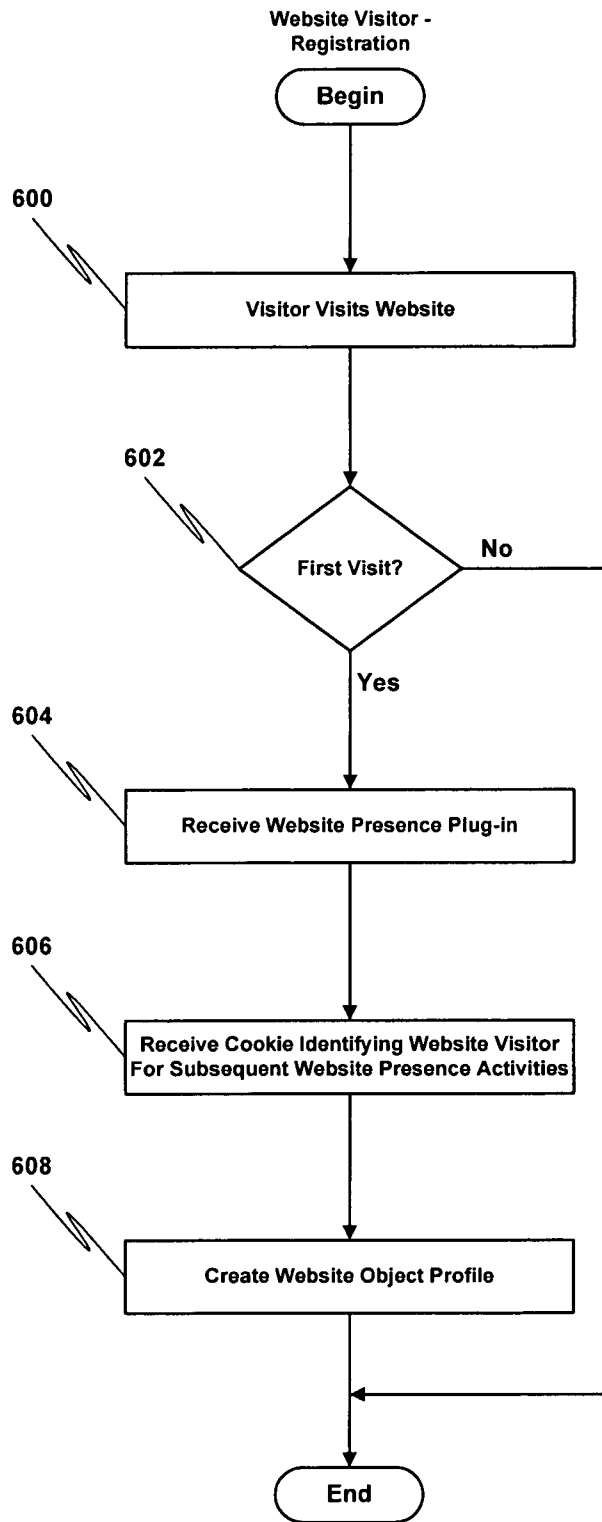 Website Visitor -
Registration
Begin
600
Visitor Visits Website
602
First Visit?
No
Yes
604
Receive Website Presence Plug-in
606
Receive Cookie Identifying Website Visitor
For Subsequent Website Presence Activities
608
Create Website Object Profile
End